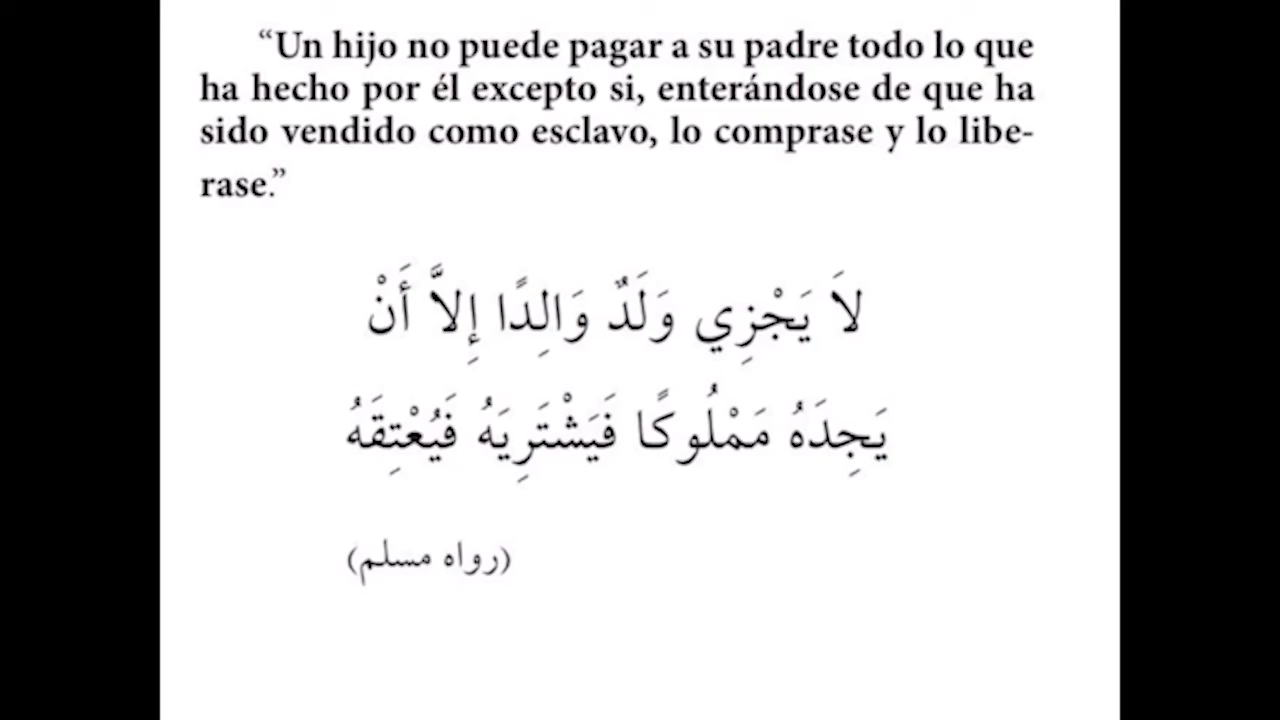 “Un hijo no puede pagar a su padre todo lo que
ha hecho por él excepto si, enterándose de que ha
sido vendido como esclavo, lo comprase y lo libe-
rase.”
لاَ يَجْزِي وَلَدٌ وَالِدًا إِلاَّ أَنْ
يَجِدَهُ مَمْلُوكًا فَيَشْتَرِيَهُ فَيُعْتِقَهُ
(رواه مسلم)